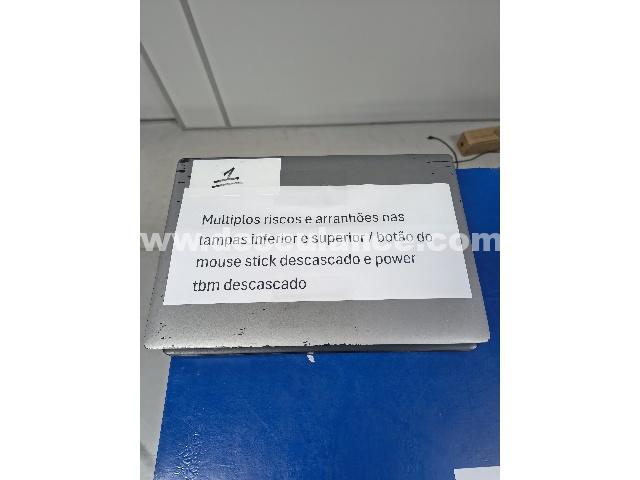 1
Multiplos riscos e arranhões nas
tampas inferior e superior / botão do
mouse stick descascado e power
tbm descascado